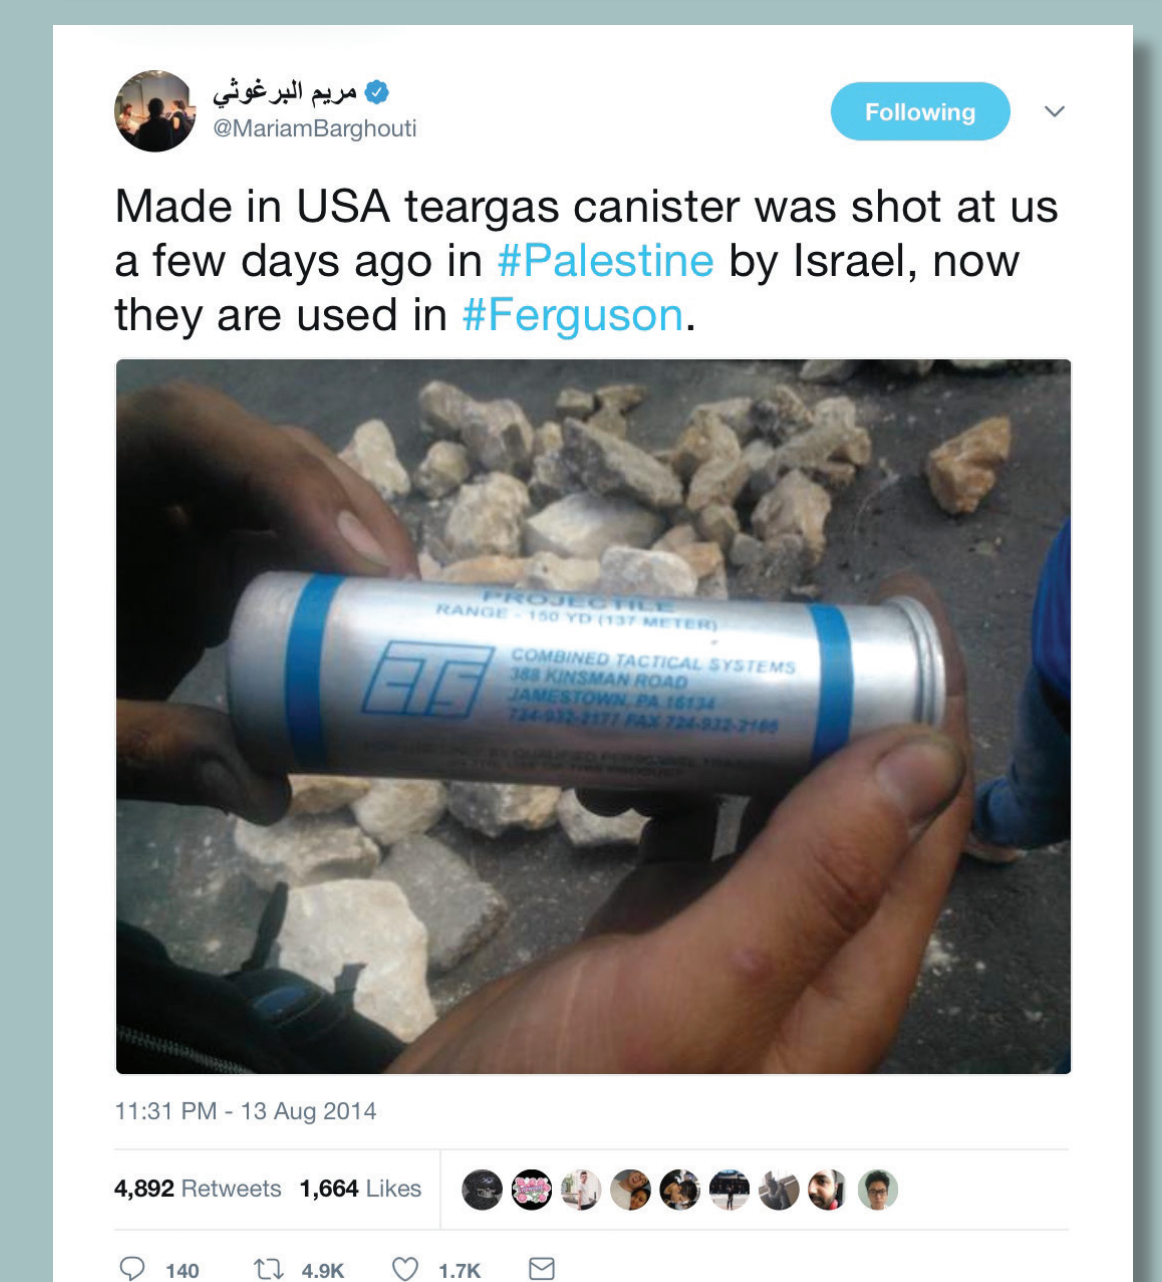 مريم البرغوثي
@MariamBarghouti
Following
Made in USA teargas canister was shot at us
a few days ago in #Palestine by Israel, now
they are used in #Ferguson.
PROJECTILE
RANGE - 150 YD (137 METER)
CTS
COMBINED TACTICAL SYSTEMS
388 KINSMAN ROAD
JAMESTOWN, PA 16134
724-932-2177 FAX 724-932-2166
11:31 PM - 13 Aug 2014
4,892 Retweets 1,664 Likes
140 4.9K 1.7K